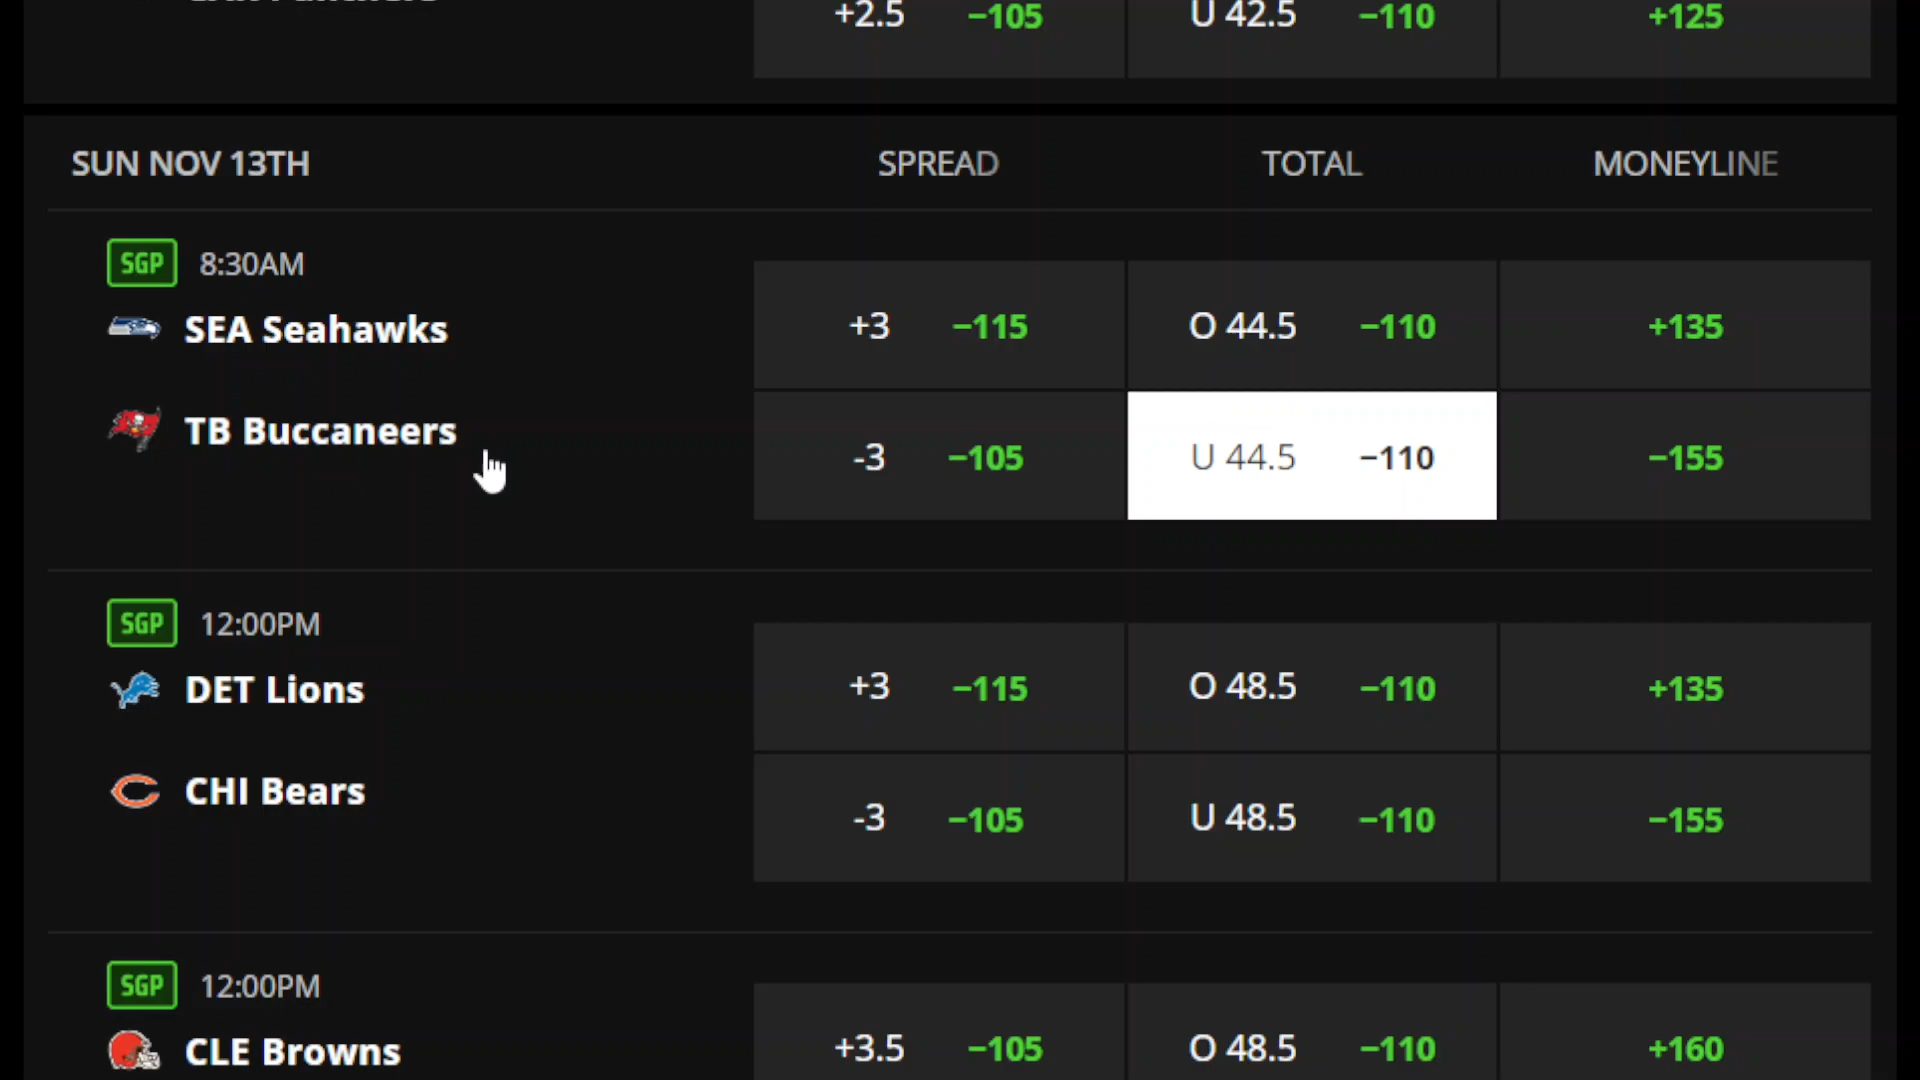 +2.5 −105 U 42.5 −110 +125
SUN NOV 13TH SPREAD TOTAL MONEYLINE
SGP 8:30AM
SEA Seahawks +3 −115 O 44.5 −110 +135
TB Buccaneers -3 −105 U 44.5 −110 −155
SGP 12:00PM
DET Lions +3 −115 O 48.5 −110 +135
CHI Bears -3 −105 U 48.5 −110 −155
SGP 12:00PM
CLE Browns +3.5 −105 O 48.5 −110 +160